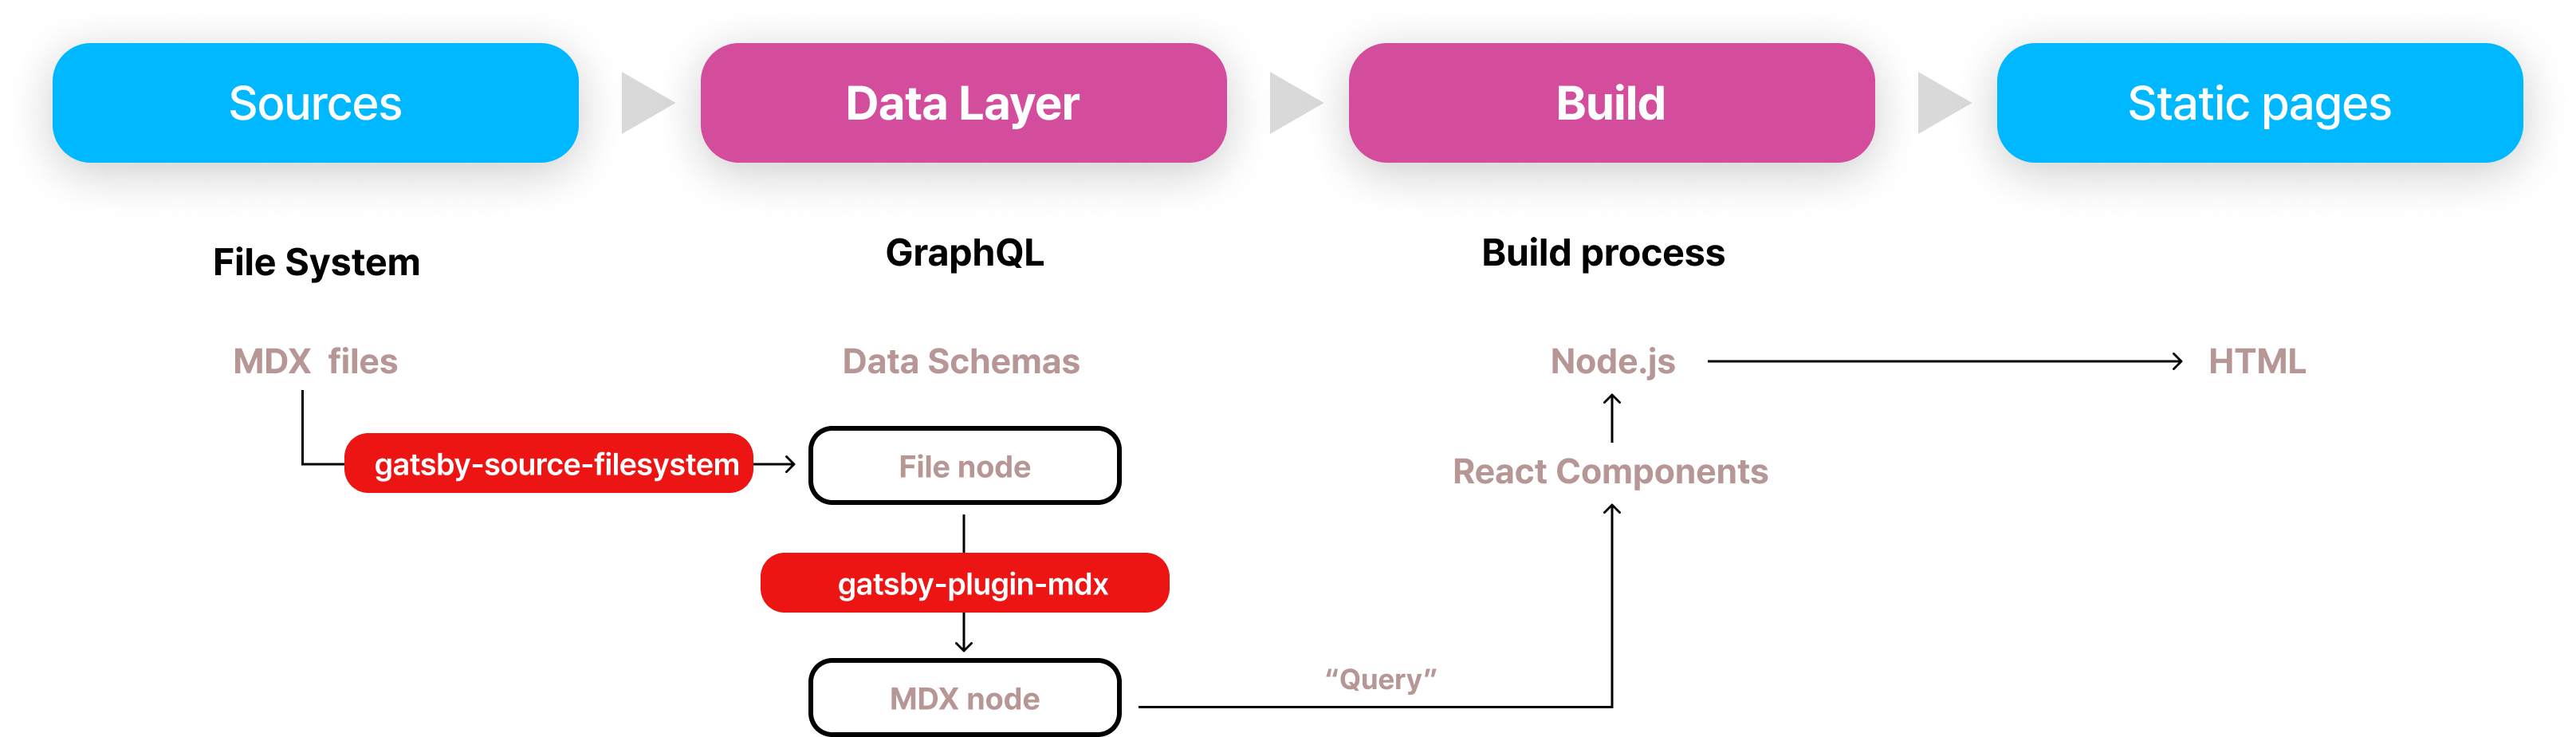 Sources
Data Layer
Build
Static pages
File System
GraphQL
Build process
MDX files
Data Schemas
Node.js
HTML
gatsby-source-filesystem
File node
React Components
gatsby-plugin-mdx
“Query”
MDX node